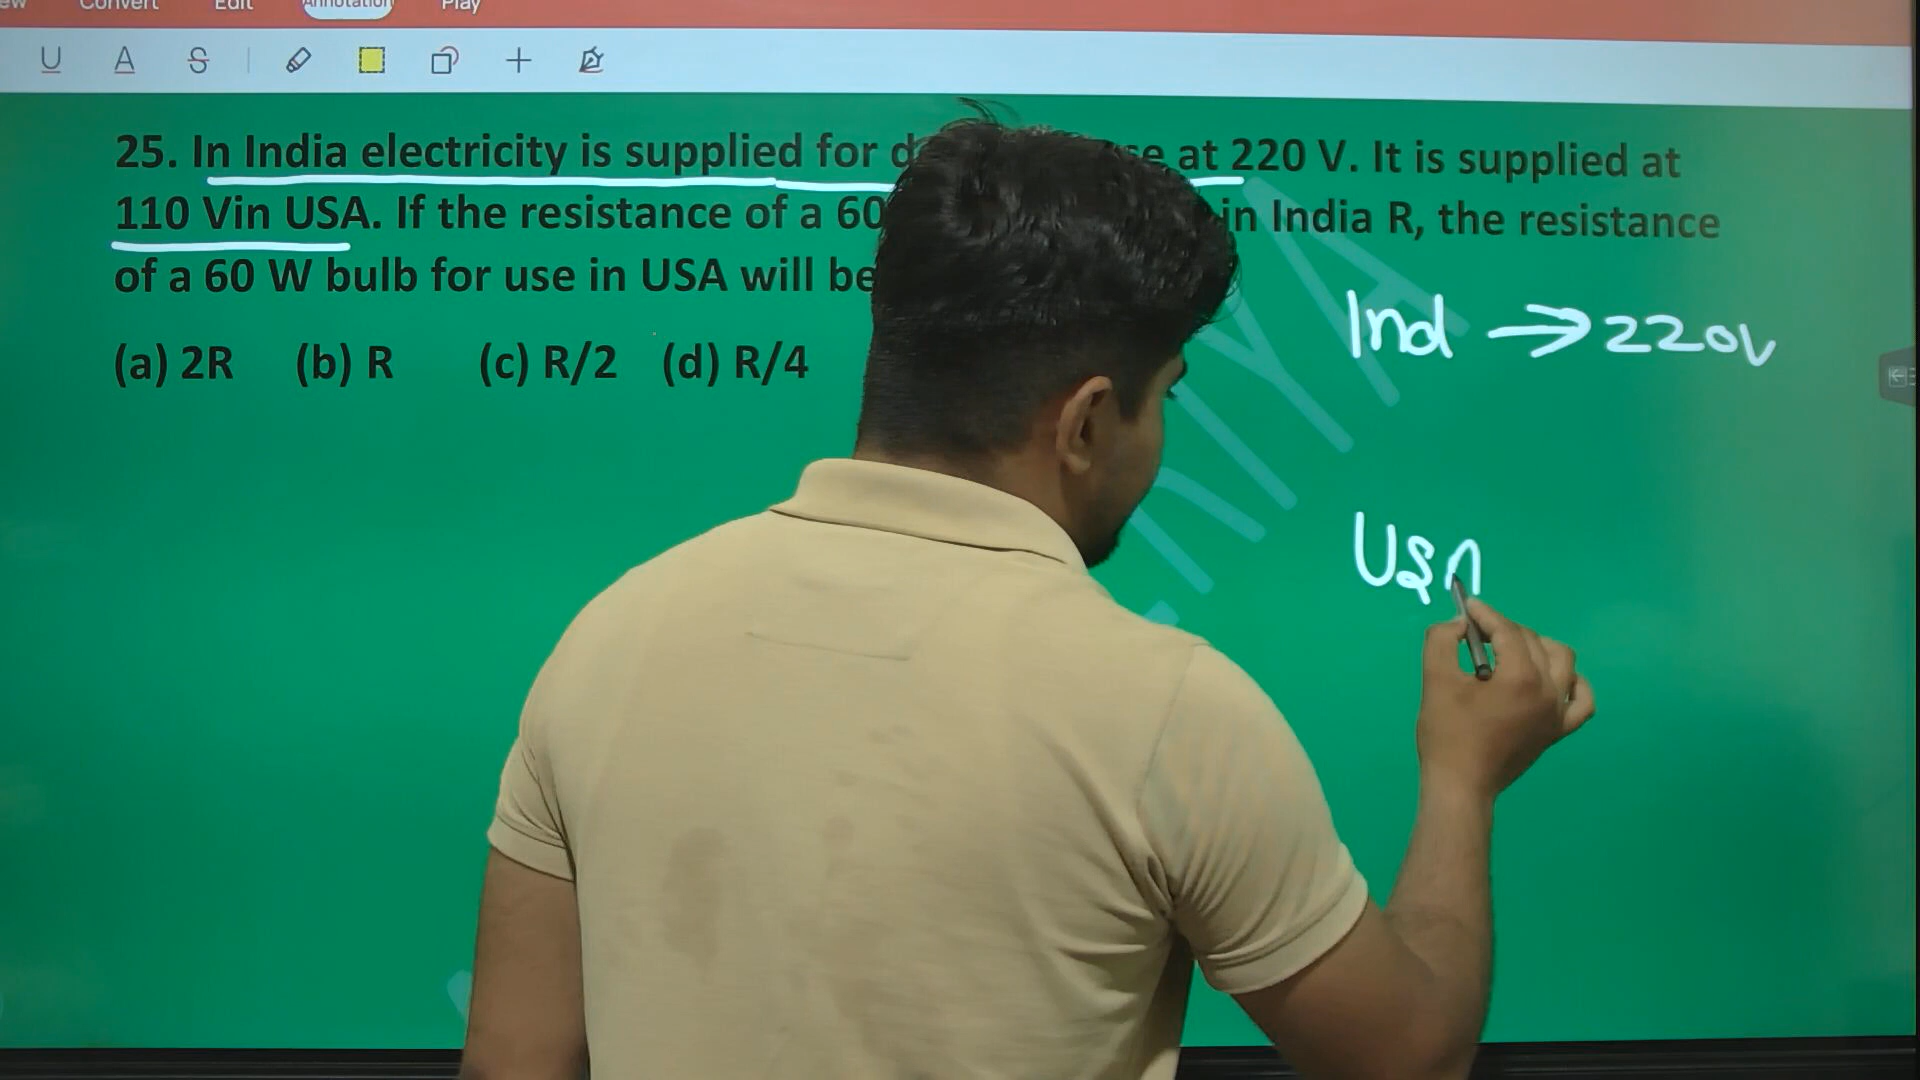 Convert Edit Annotation Play
U A S
25. In India electricity is supplied for at 220 V. It is supplied at
110 Vin USA. If the resistance of a 60 in India R, the resistance
of a 60 W bulb for use in USA will be
(a) 2R (b) R (c) R/2 (d) R/4
Ind → 220V
USA